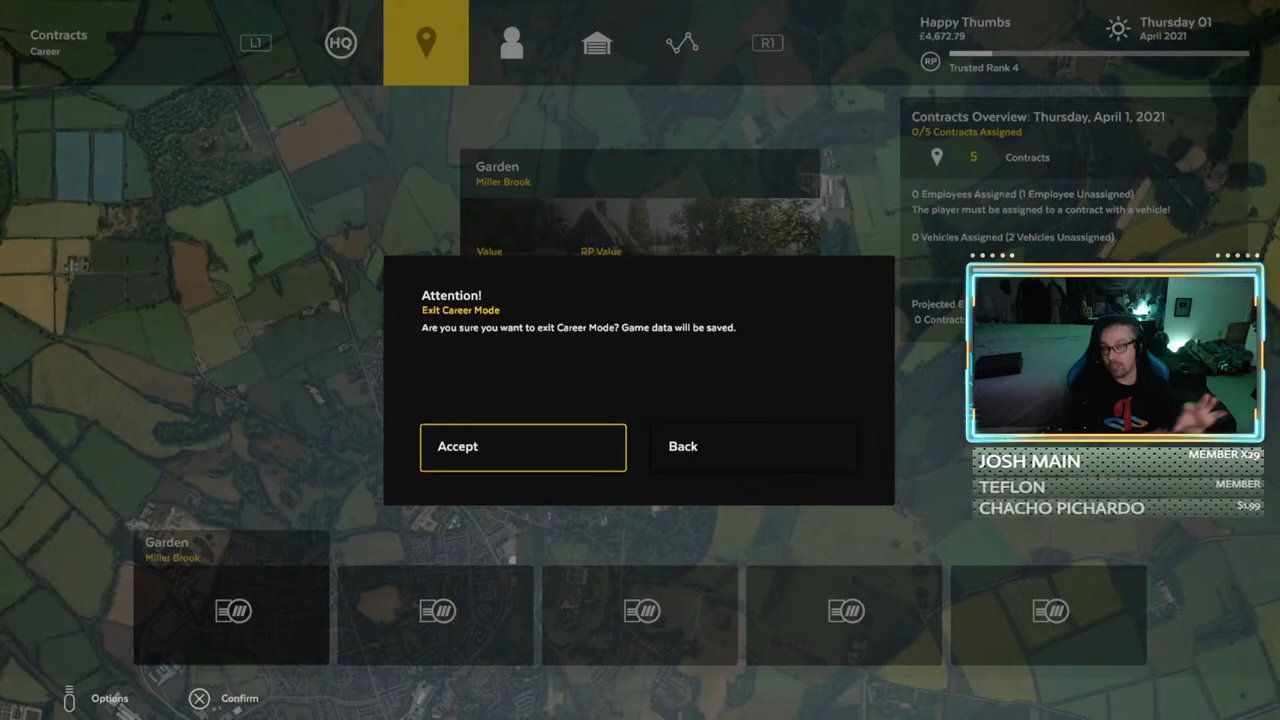 Contracts
Career
L1
HQ
R1
Happy Thumbs
£4,672.79
RP
Trusted Rank 4
Thursday 01
April 2021
Contracts Overview: Thursday, April 1, 2021
0/5 Contracts Assigned
5 Contracts
0 Employees Assigned (1 Employee Unassigned)
The player must be assigned to a contract with a vehicle!
0 Vehicles Assigned (2 Vehicles Unassigned)
Projected
0 Contrac
Garden
Miller Brook
Value RP Value
Attention!
Exit Career Mode
Are you sure you want to exit Career Mode? Game data will be saved.
Accept
Back
JOSH MAIN MEMBER X29
TEFLON MEMBER
CHACHO PICHARDO $1.99
Garden
Miller Brook
Options
Confirm